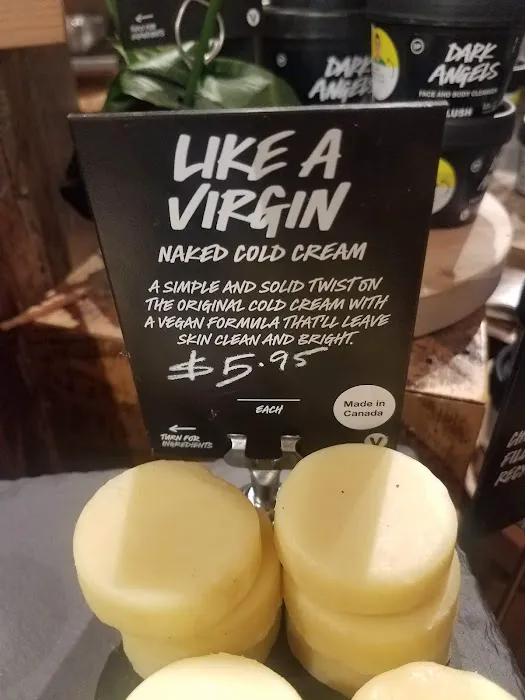 DARK
ANGELS
DARK
ANGELS
FACE AND BODY CLEANSER
LUSH
LIKE A
VIRGIN
NAKED COLD CREAM
A SIMPLE AND SOLID TWIST ON
THE ORIGINAL COLD CREAM WITH
A VEGAN FORMULA THAT'LL LEAVE
SKIN CLEAN AND BRIGHT.
$5.95
EACH
Made in
Canada
TURN FOR
INGREDIENTS
V